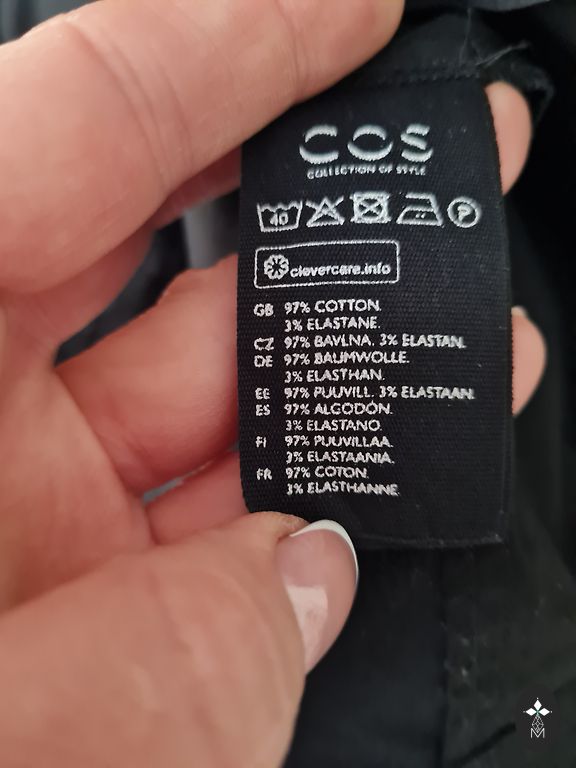 COS
COLLECTION OF STYLE
40 P
clevercare.info
GB 97% COTTON.
3% ELASTANE.
CZ 97% BAVLNA. 3% ELASTAN.
DE 97% BAUMWOLLE.
3% ELASTHAN.
EE 97% PUUVILL. 3% ELASTAAN.
ES 97% ALGODÓN.
3% ELASTANO.
FI 97% PUUVILLAA.
3% ELASTAANIA.
FR 97% COTON.
3% ELASTHANNE.
M